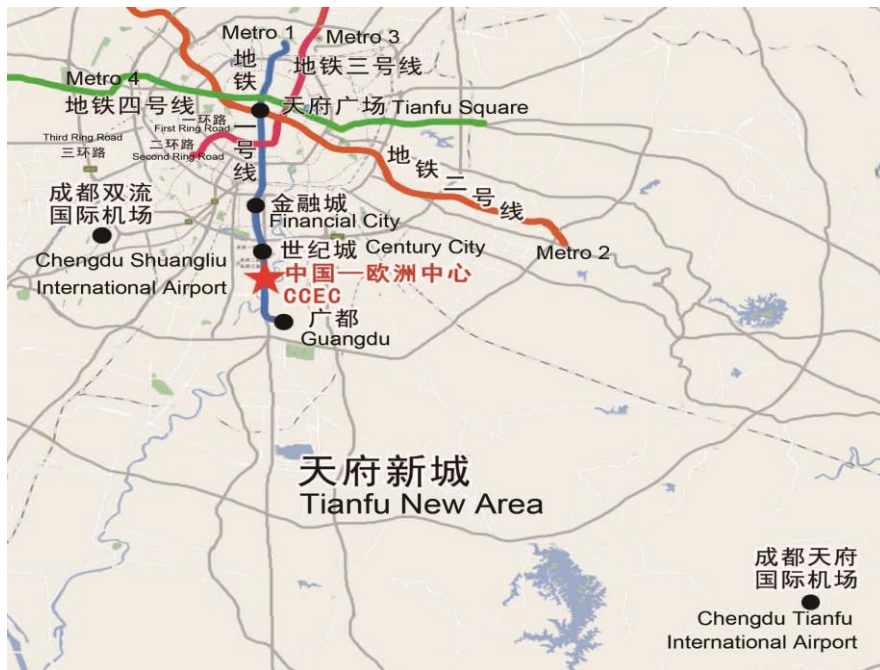 Metro 1
Metro 3
地铁三号线
Metro 4
地铁四号线
地铁一号线
天府广场 Tianfu Square
一环路
First Ring Road
Third Ring Road
三环路
二环路
Second Ring Road
地铁二号线
Metro 2
成都双流
国际机场
Chengdu Shuangliu
International Airport
金融城
Financial City
世纪城 Century City
中国—欧洲中心
CCEC
广都
Guangdu
天府新城
Tianfu New Area
成都天府
国际机场
Chengdu Tianfu
International Airport